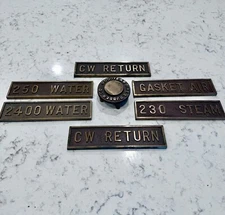 CW RETURN
250 WATER
GASKET AIR
2400 WATER
230 STEAM
CW RETURN